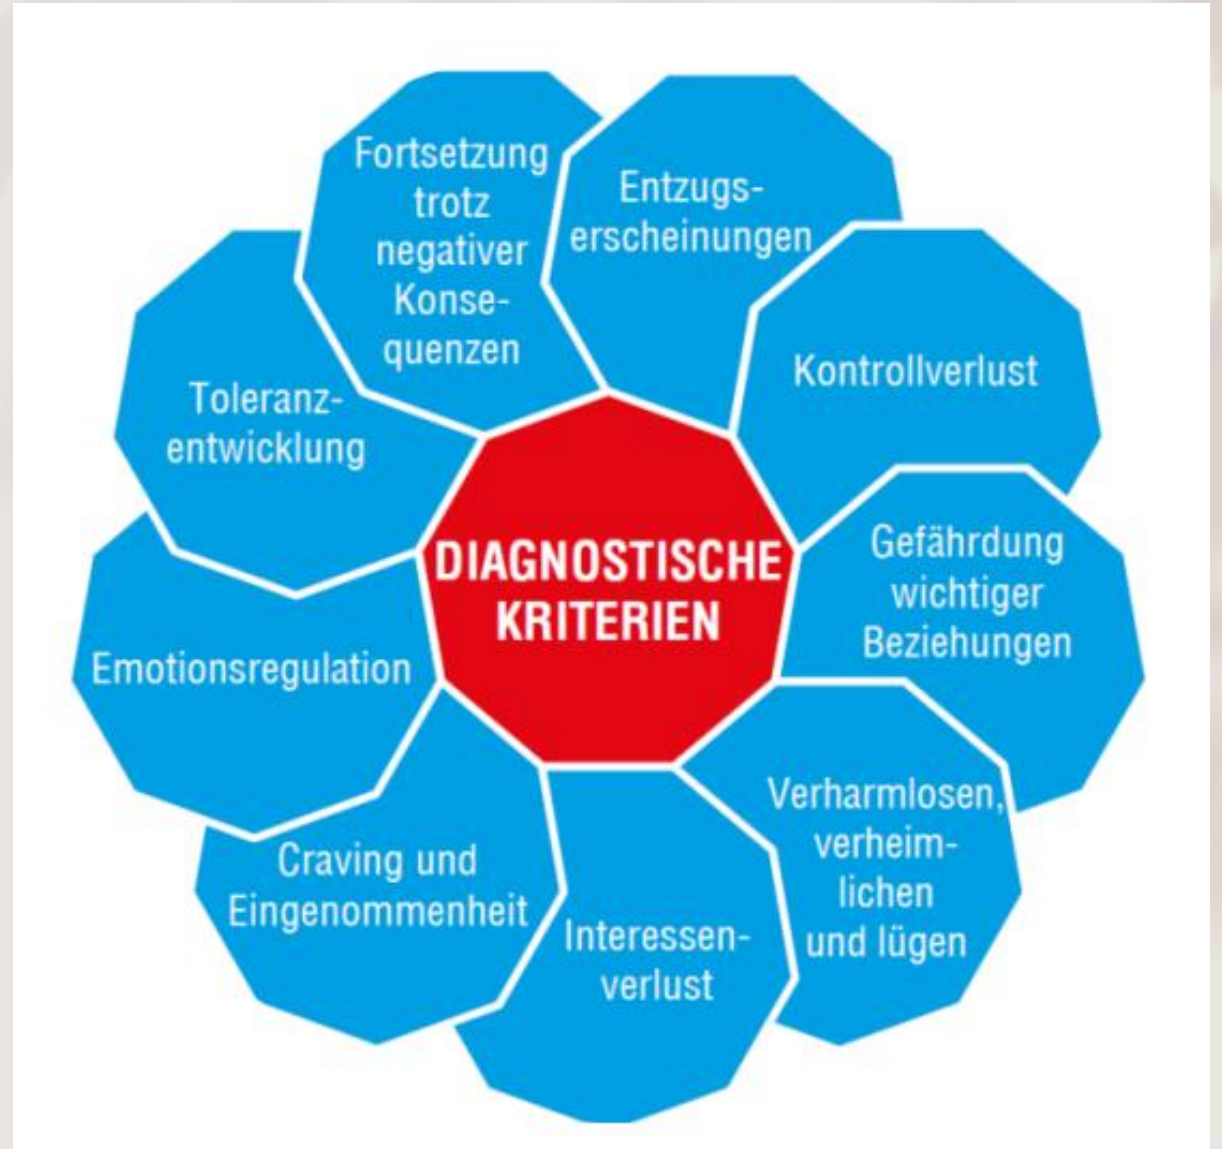 Fortsetzung
trotz
negativer
Konse-
quenzen
Entzugs-
erscheinungen
Kontrollverlust
Gefährdung
wichtiger
Beziehungen
Verharmlosen,
verheim-
lichen
und lügen
Interessen-
verlust
Craving und
Eingenommenheit
Emotionsregulation
Toleranz-
entwicklung
DIAGNOSTISCHE
KRITERIEN